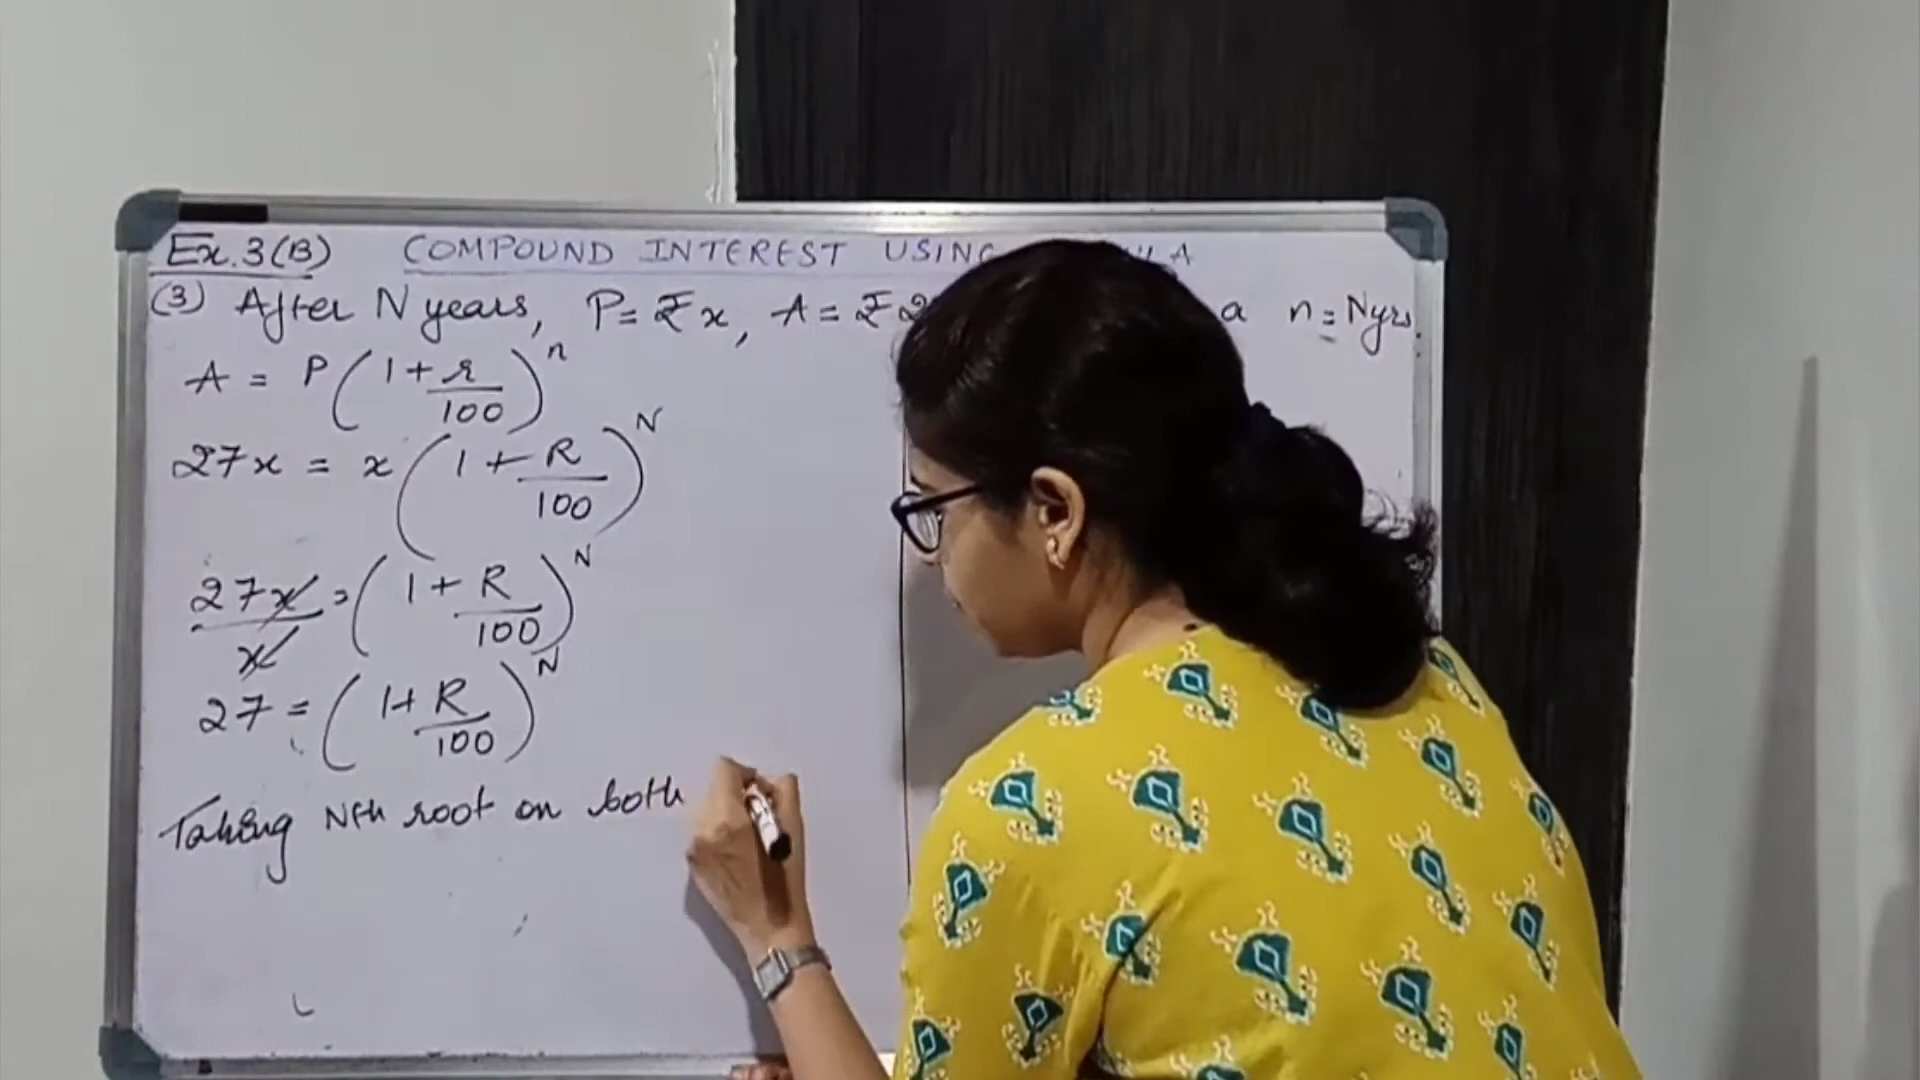 Ex. 3(B) COMPOUND INTEREST USING
(3) After N years, P = ₹ x, A = ₹ 2 a n = N yrs.
A = P(1 + r/100)^n
27x = x(1 + R/100)^N
27x/x = (1 + R/100)^N
27 = (1 + R/100)^N
Taking Nth root on both